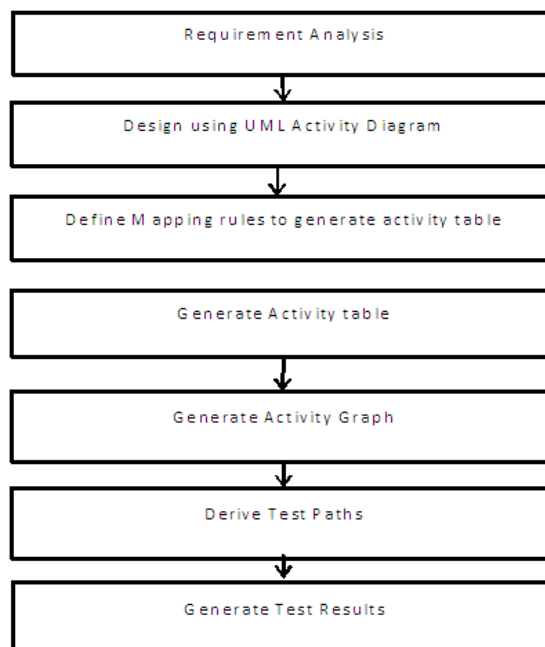 Requirement Analysis
Design using UML Activity Diagram
Define Mapping rules to generate activity table
Generate Activity table
Generate Activity Graph
Derive Test Paths
Generate Test Results